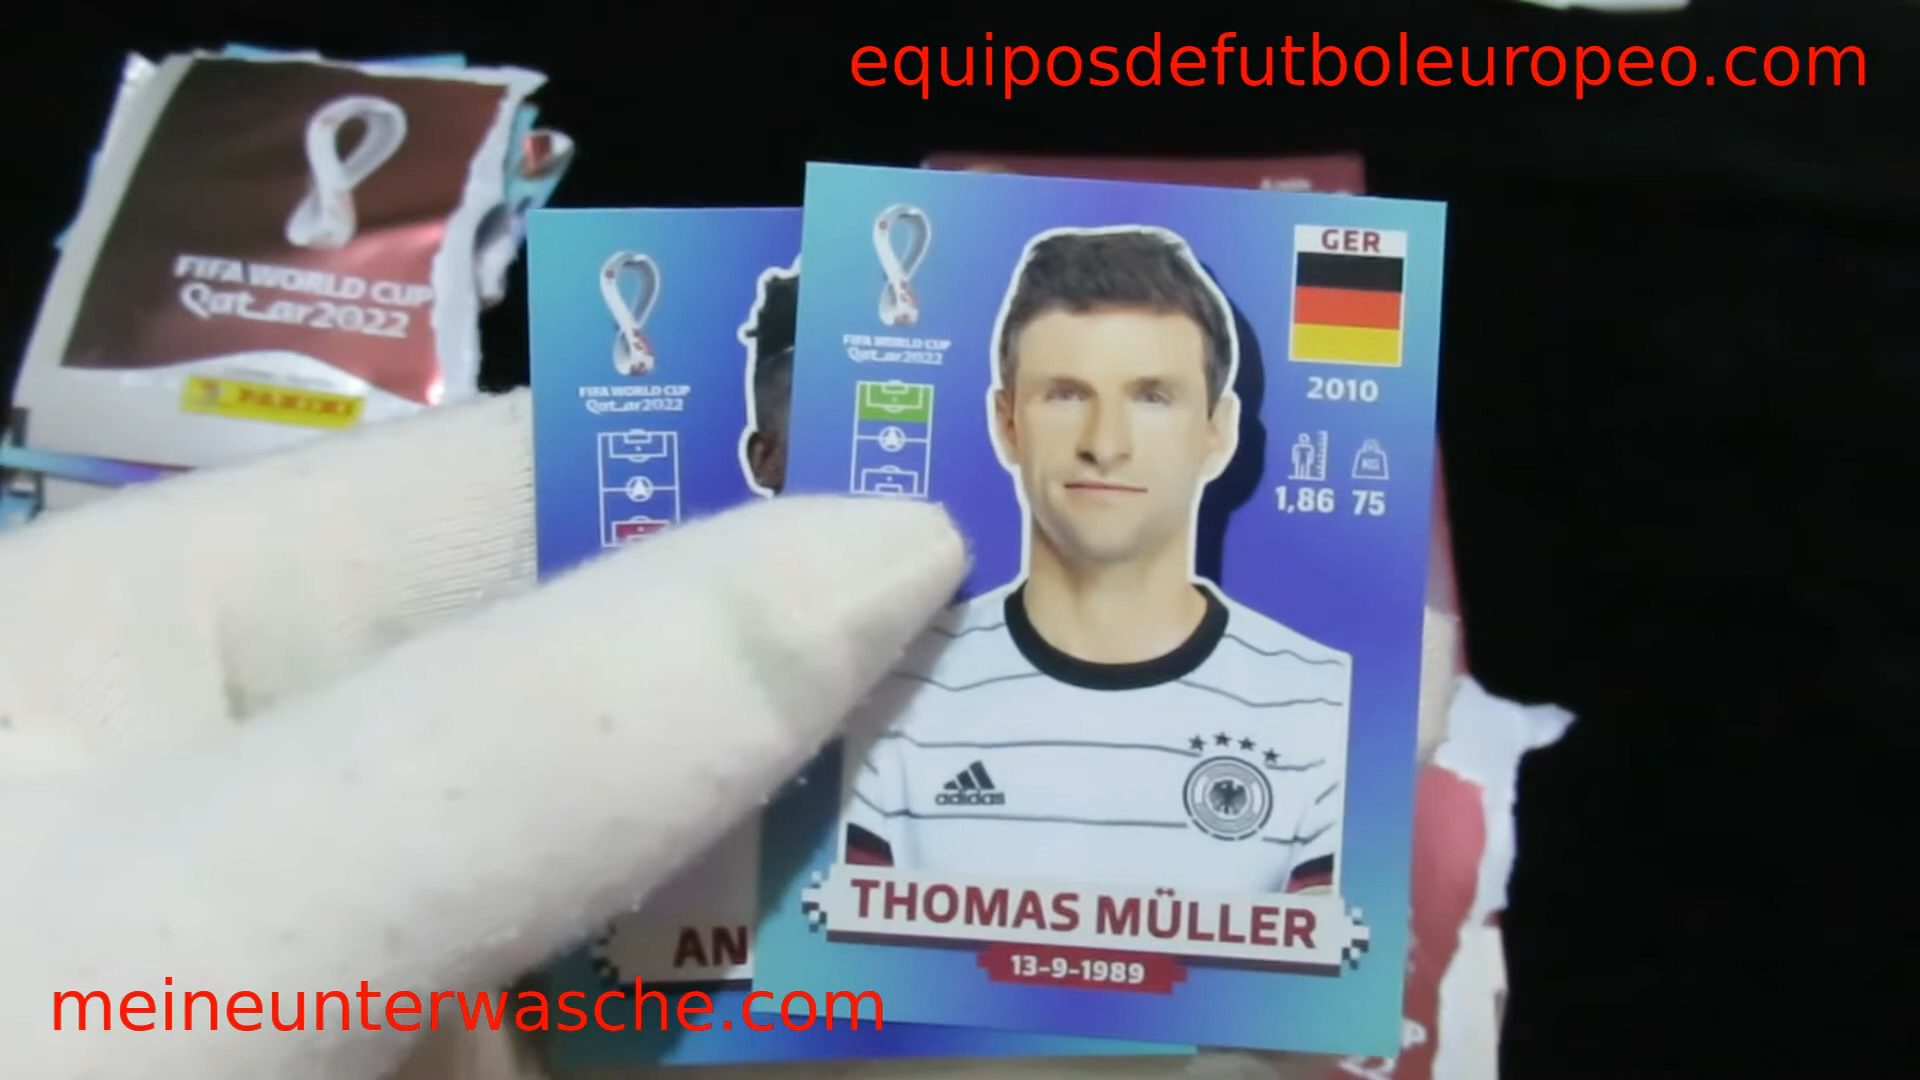 equiposdefutboleuropeo.com
FIFA WORLD CUP
Qatar2022
PANINI
FIFA WORLD CUP
Qatar2022
AN
FIFA WORLD CUP
Qatar2022
GER
2010
KG
1,86 75
adidas
THOMAS MÜLLER
13-9-1989
meineunterwasche.com